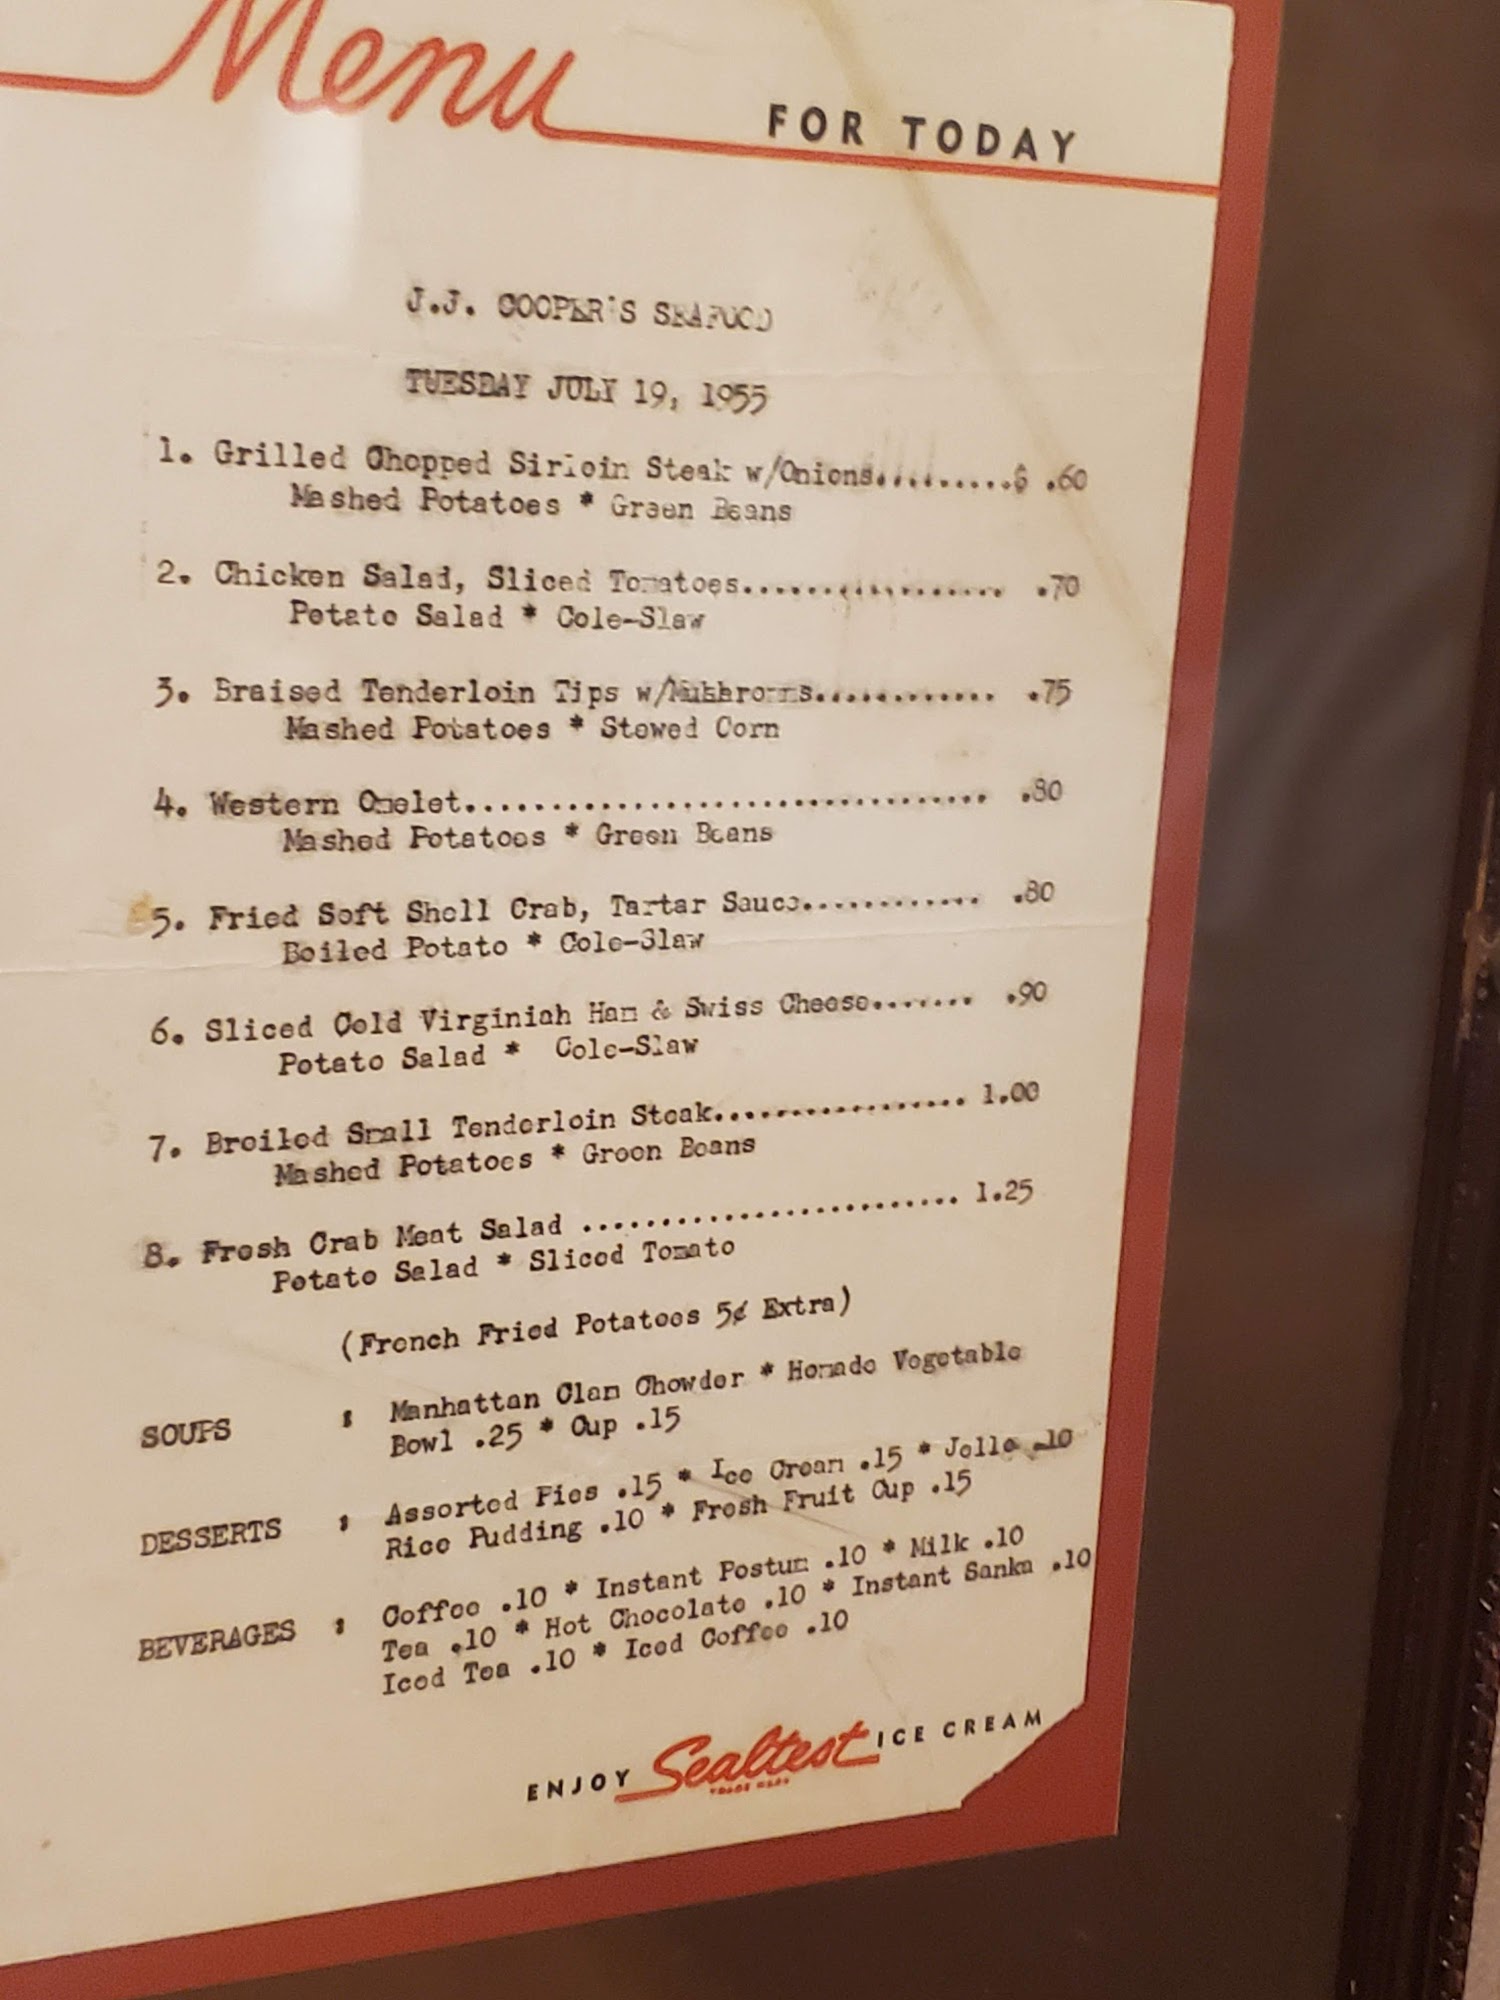 Menu FOR TODAY
J.J. COOPER'S SEAFOOD
TUESDAY JULY 19, 1955
1. Grilled Chopped Sirloin Steak w/Onions..........$ .60
Mashed Potatoes * Green Beans
2. Chicken Salad, Sliced Tomatoes.................... .70
Potato Salad * Cole-Slaw
3. Braised Tenderloin Tips w/ ............. .75
Mashed Potatoes * Stewed Corn
4. Western Omelet................................ .80
Mashed Potatoes * Green Beans
5. Fried Soft Shell Crab, Tartar Sauce............. .80
Boiled Potato * Cole-Slaw
6. Sliced Cold Virginiah Ham & Swiss Cheese....... .90
Potato Salad * Cole-Slaw
7. Broiled Small Tenderloin Steak.................. 1.00
Mashed Potatoes * Green Beans
8. Fresh Crab Meat Salad ......................... 1.25
Potato Salad * Sliced Tomato
(French Fried Potatoes 5¢ Extra)
SOUPS : Manhattan Clam Chowder * Homade Vegetable
Bowl .25 * Cup .15
DESSERTS : Assorted Pies .15 * Ice Cream .15 * Jello .10
Rice Pudding .10 * Fresh Fruit Cup .15
BEVERAGES : Coffee .10 * Instant Postum .10 * Milk .10
Tea .10 * Hot Chocolate .10 * Instant Sanka .10
Iced Tea .10 * Iced Coffee .10
ENJOY Sealtest ICE CREAM
TRADE MARK